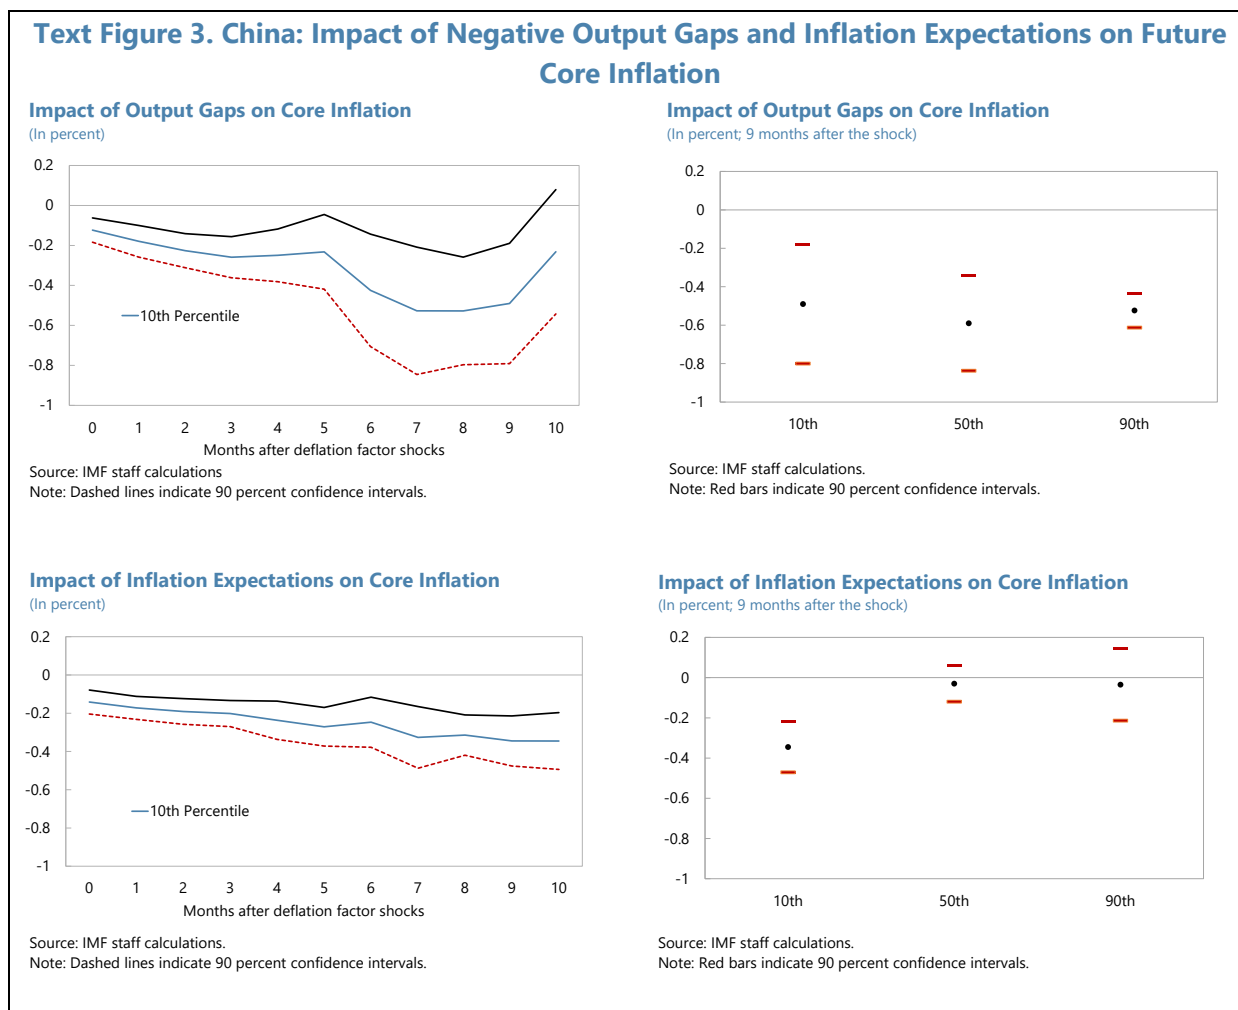 Text Figure 3. China: Impact of Negative Output Gaps and Inflation Expectations on Future
Core Inflation
Impact of Output Gaps on Core Inflation
(In percent)
0.2
0
-0.2
-0.4
-0.6
-0.8
-1
10th Percentile
0 1 2 3 4 5 6 7 8 9 10
Months after deflation factor shocks
Source: IMF staff calculations
Note: Dashed lines indicate 90 percent confidence intervals.
Impact of Output Gaps on Core Inflation
(In percent; 9 months after the shock)
0.2
0
-0.2
-0.4
-0.6
-0.8
-1
10th 50th 90th
Source: IMF staff calculations.
Note: Red bars indicate 90 percent confidence intervals.
Impact of Inflation Expectations on Core Inflation
(In percent)
0.2
0
-0.2
-0.4
-0.6
-0.8
-1
10th Percentile
0 1 2 3 4 5 6 7 8 9 10
Months after deflation factor shocks
Source: IMF staff calculations.
Note: Dashed lines indicate 90 percent confidence intervals.
Impact of Inflation Expectations on Core Inflation
(In percent; 9 months after the shock)
0.2
0
-0.2
-0.4
-0.6
-0.8
-1
10th 50th 90th
Source: IMF staff calculations.
Note: Red bars indicate 90 percent confidence intervals.